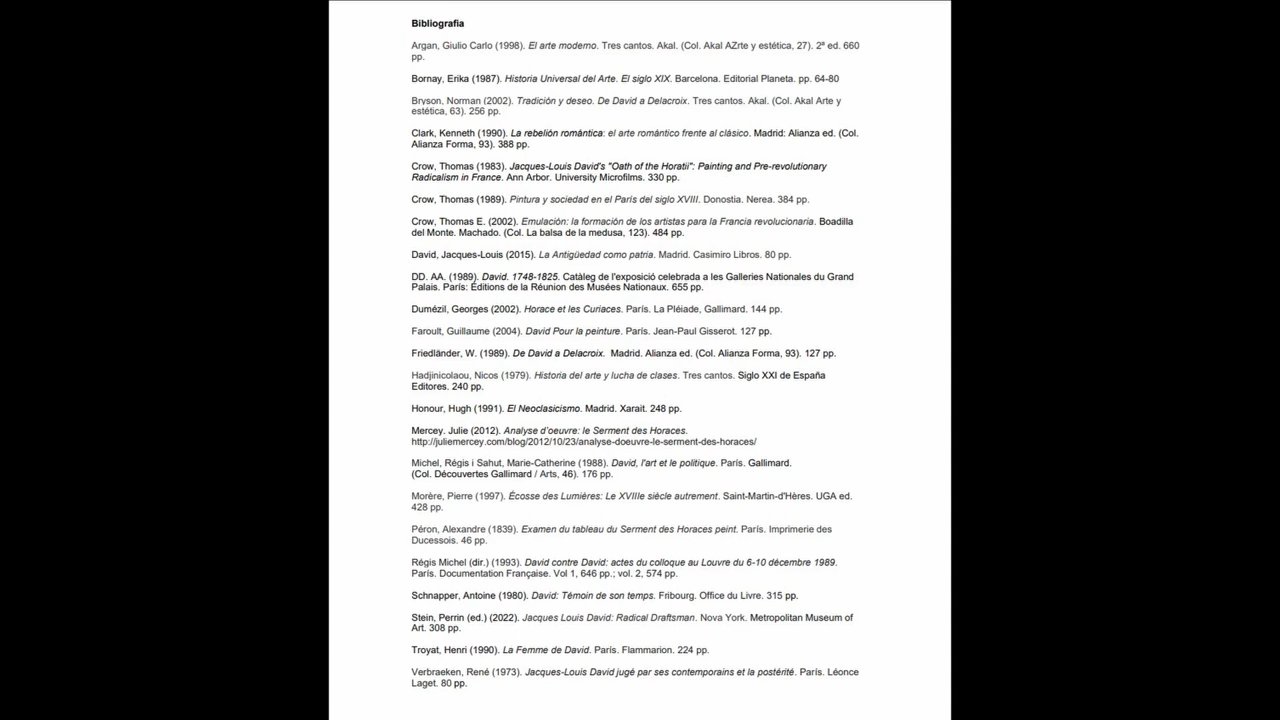 Bibliografia
Argan, Giulio Carlo (1998). El arte moderno. Tres cantos. Akal. (Col. Akal AZrte y estética, 27). 2ª ed. 660
pp.
Bornay, Erika (1987). Historia Universal del Arte. El siglo XIX. Barcelona. Editorial Planeta. pp. 64-80
Bryson, Norman (2002). Tradición y deseo. De David a Delacroix. Tres cantos. Akal. (Col. Akal Arte y
estética, 63). 256 pp.
Clark, Kenneth (1990). La rebelión romàntica: el arte romántico frente al clásico. Madrid: Alianza ed. (Col.
Alianza Forma, 93). 388 pp.
Crow, Thomas (1983). Jacques-Louis David's "Oath of the Horatii": Painting and Pre-revolutionary
Radicalism in France. Ann Arbor. University Microfilms. 330 pp.
Crow, Thomas (1989). Pintura y sociedad en el París del siglo XVIII. Donostia. Nerea. 384 pp.
Crow, Thomas E. (2002). Emulación: la formación de los artistas para la Francia revolucionaria. Boadilla
del Monte. Machado. (Col. La balsa de la medusa, 123). 484 pp.
David, Jacques-Louis (2015). La Antigüedad como patria. Madrid. Casimiro Libros. 80 pp.
DD. AA. (1989). David. 1748-1825. Catàleg de l'exposició celebrada a les Galleries Nationales du Grand
Palais. París: Éditions de la Réunion des Musées Nationaux. 655 pp.
Dumézil, Georges (2002). Horace et les Curiaces. París. La Pléiade, Gallimard. 144 pp.
Faroult, Guillaume (2004). David Pour la peinture. París. Jean-Paul Gisserot. 127 pp.
Friedländer, W. (1989). De David a Delacroix. Madrid. Alianza ed. (Col. Alianza Forma, 93). 127 pp.
Hadjinicolaou, Nicos (1979). Historia del arte y lucha de clases. Tres cantos. Siglo XXI de España
Editores. 240 pp.
Honour, Hugh (1991). El Neoclasicismo. Madrid. Xarait. 248 pp.
Mercey. Julie (2012). Analyse d'oeuvre: le Serment des Horaces.
http://juliemercey.com/blog/2012/10/23/analyse-doeuvre-le-serment-des-horaces/
Michel, Régis i Sahut, Marie-Catherine (1988). David, l'art et le politique. París. Gallimard.
(Col. Découvertes Gallimard / Arts, 46). 176 pp.
Morère, Pierre (1997). Écosse des Lumières: Le XVIIIe siècle autrement. Saint-Martin-d'Hères. UGA ed.
428 pp.
Péron, Alexandre (1839). Examen du tableau du Serment des Horaces peint. París. Imprimerie des
Ducessois. 46 pp.
Régis Michel (dir.) (1993). David contre David: actes du colloque au Louvre du 6-10 décembre 1989.
París. Documentation Française. Vol 1, 646 pp.; vol. 2, 574 pp.
Schnapper, Antoine (1980). David: Témoin de son temps. Fribourg. Office du Livre. 315 pp.
Stein, Perrin (ed.) (2022). Jacques Louis David: Radical Draftsman. Nova York. Metropolitan Museum of
Art. 308 pp.
Troyat, Henri (1990). La Femme de David. París. Flammarion. 224 pp.
Verbraeken, René (1973). Jacques-Louis David jugé par ses contemporains et la postérité. París. Léonce
Laget. 80 pp.